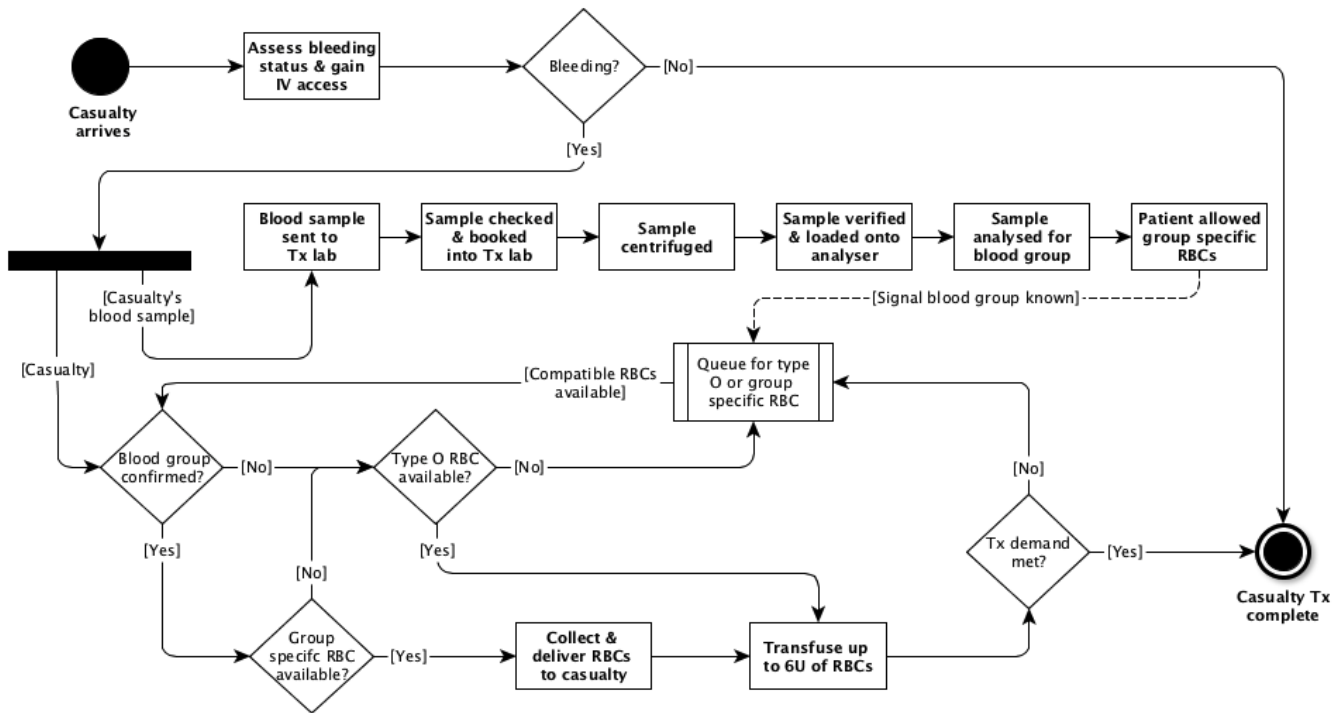 Assess bleeding
status & gain
IV access
Bleeding?
[No]
Casualty
arrives
[Yes]
Blood sample
sent to
Tx lab
Sample checked
& booked
into Tx lab
Sample
centrifuged
Sample verified
& loaded onto
analyser
Sample
analysed for
blood group
Patient allowed
group specific
RBCs
[Casualty's
blood sample]
[Signal blood group known]
[Casualty]
[Compatible RBCs
available]
Queue for type
O or group
specific RBC
Blood group
confirmed?
[No]
Type O RBC
available?
[No]
[No]
[Yes]
[No]
[Yes]
Tx demand
met?
[Yes]
Casualty Tx
complete
Group
specifc RBC
available?
[Yes]
Collect &
deliver RBCs
to casualty
Transfuse up
to 6U of RBCs